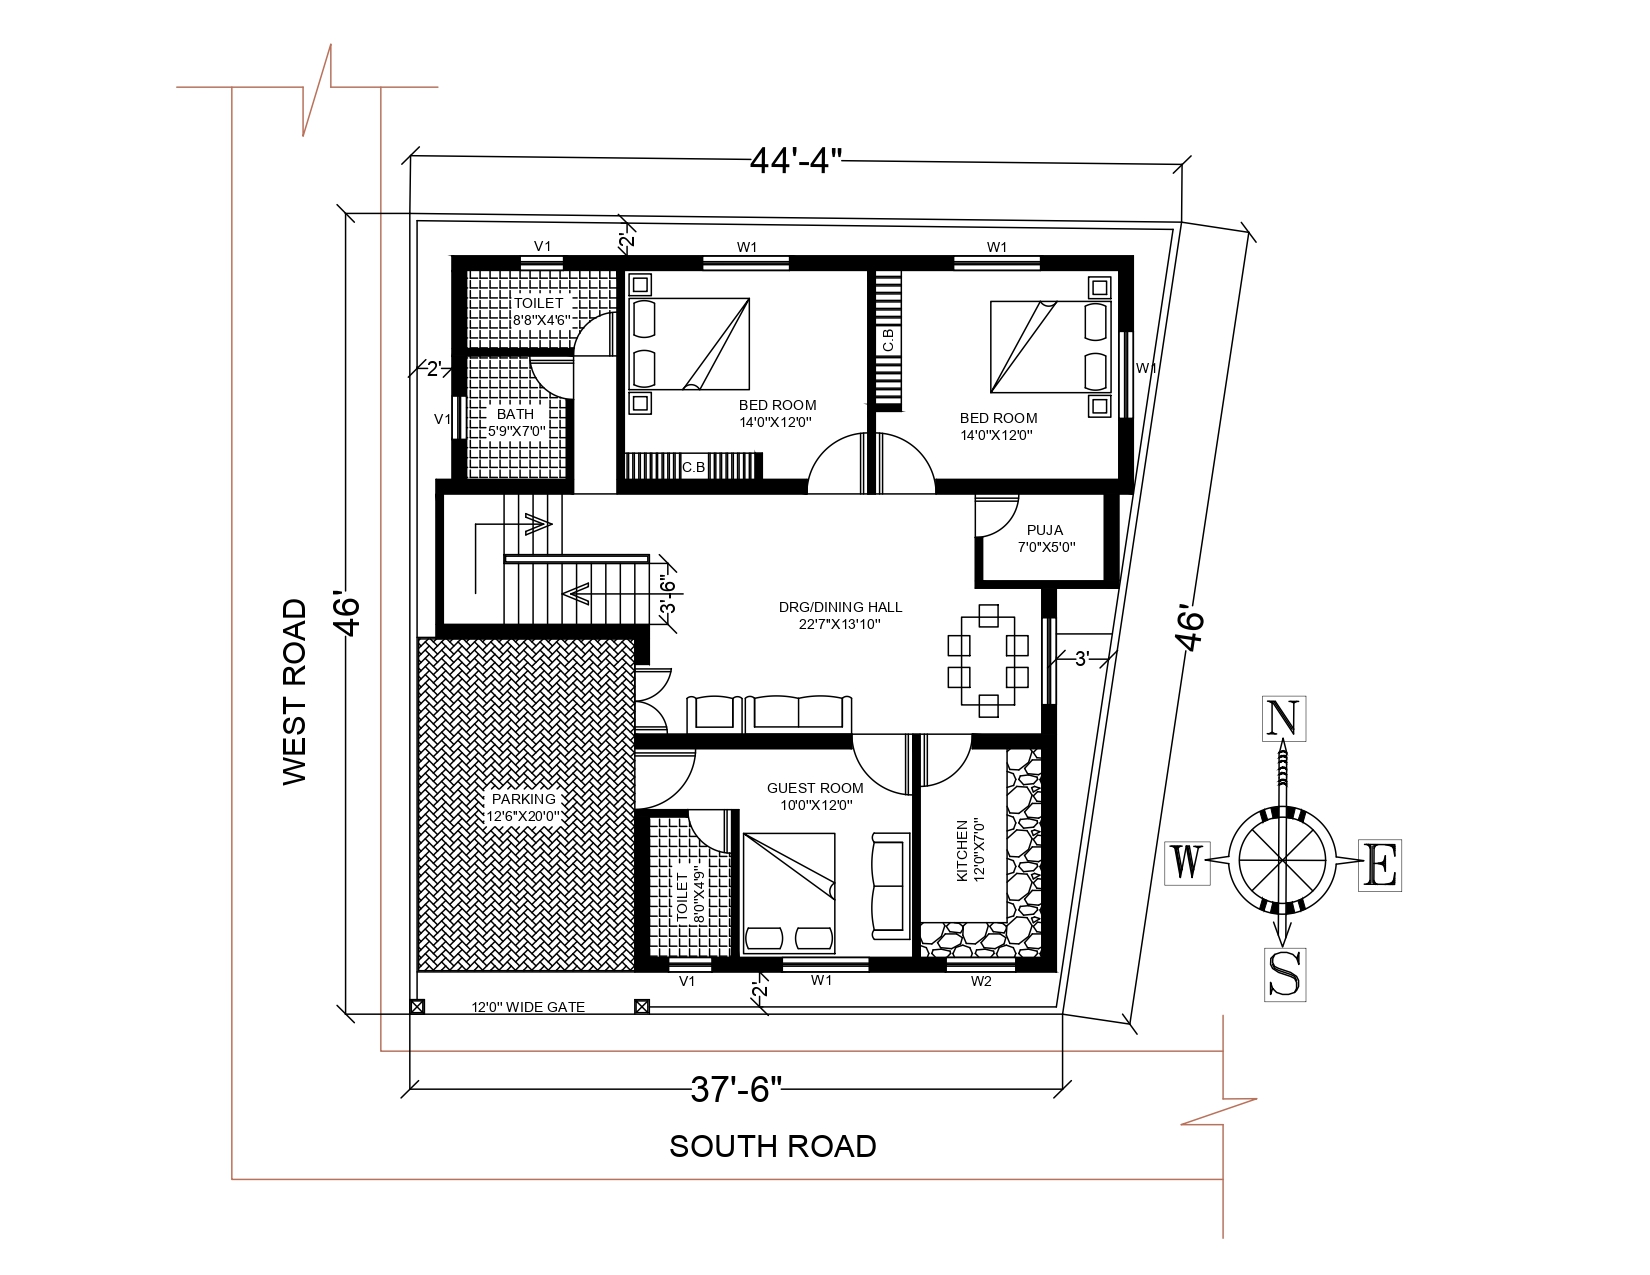 44'-4"
2'
V1
W1
W1
TOILET
8'8"X4'6"
C.B
2'
W1
BED ROOM
14'0"X12'0"
BATH
5'9"X7'0"
V1
BED ROOM
14'0"X12'0"
C.B
PUJA
7'0"X5'0"
3'-6"
DRG/DINING HALL
22'7"X13'10"
46'
46'
WEST ROAD
3'
N
GUEST ROOM
10'0"X12'0"
PARKING
12'6"X20'0"
KITCHEN
12'0"X7'0"
TOILET
8'0"X4'9"
W
E
S
V1
2'
W1
W2
12'0" WIDE GATE
37'-6"
SOUTH ROAD